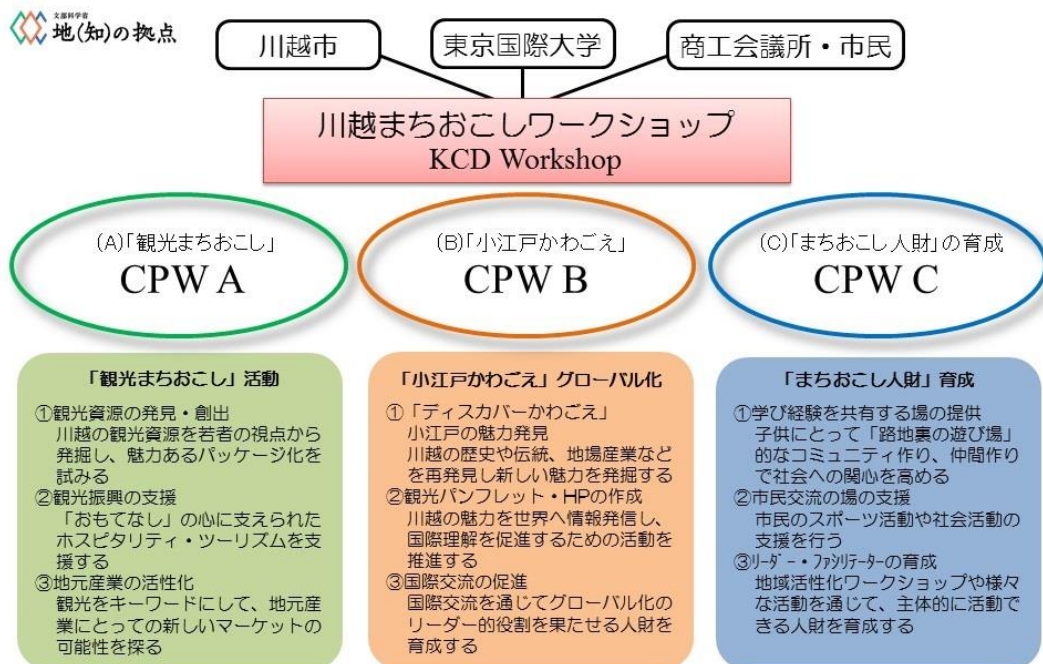 文部科学省
地(知)の拠点
川越市
東京国際大学
商工会議所・市民
川越まちおこしワークショップ
KCD Workshop
(A)「観光まちおこし」
CPW A
(B)「小江戸かわごえ」
CPW B
(C)「まちおこし人財」の育成
CPW C
「観光まちおこし」活動
①観光資源の発見・創出
川越の観光資源を若者の視点から
発掘し、魅力あるパッケージ化を
試みる
②観光振興の支援
「おもてなし」の心に支えられた
ホスピタリティ・ツーリズムを支
援する
③地元産業の活性化
観光をキーワードにして、地元産
業にとっての新しいマーケットの
可能性を探る
「小江戸かわごえ」グローバル化
①「ディスカバーかわごえ」
小江戸の魅力発見
川越の歴史や伝統、地場産業などを
再発見し新しい魅力を発掘する
②観光パンフレット・HPの作成
川越の魅力を世界へ情報発信し、
国際理解を促進するための活動を
推進する
③国際交流の促進
国際交流を通じてグローバル化の
リーダー的役割を果たせる人財を
育成する
「まちおこし人財」育成
①学び経験を共有する場の提供
子供にとって「路地裏の遊び場」
的なコミュニティ作り、仲間作り
で社会への関心を高める
②市民交流の場の支援
市民のスポーツ活動や社会活動の
支援を行う
③リーダー・ファシリテーターの育成
地域活性化ワークショップや様々
な活動を通じて、主体的に活動で
きる人財を育成する